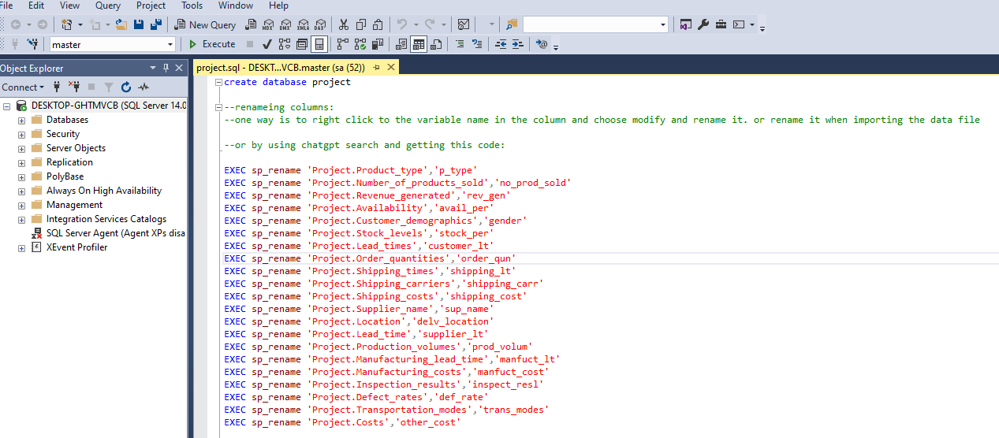 File Edit View Query Project Tools Window Help
New Query MDX DMX XMLA DAX
master Execute
Object Explorer
project.sql - DESKT...VCB.master (sa (52))
Connect
DESKTOP-GHTMVCB (SQL Server 14.0
Databases
Security
Server Objects
Replication
PolyBase
Always On High Availability
Management
Integration Services Catalogs
SQL Server Agent (Agent XPs disa
XEvent Profiler
create database project
--renameing columns:
--one way is to right click to the variable name in the column and choose modify and rename it. or rename it when importing the data file
--or by using chatgpt search and getting this code:
EXEC sp_rename 'Project.Product_type','p_type'
EXEC sp_rename 'Project.Number_of_products_sold','no_prod_sold'
EXEC sp_rename 'Project.Revenue_generated','rev_gen'
EXEC sp_rename 'Project.Availability','avail_per'
EXEC sp_rename 'Project.Customer_demographics','gender'
EXEC sp_rename 'Project.Stock_levels','stock_per'
EXEC sp_rename 'Project.Lead_times','customer_lt'
EXEC sp_rename 'Project.Order_quantities','order_qun'
EXEC sp_rename 'Project.Shipping_times','shipping_lt'
EXEC sp_rename 'Project.Shipping_carriers','shipping_carr'
EXEC sp_rename 'Project.Shipping_costs','shipping_cost'
EXEC sp_rename 'Project.Supplier_name','sup_name'
EXEC sp_rename 'Project.Location','delv_location'
EXEC sp_rename 'Project.Lead_time','supplier_lt'
EXEC sp_rename 'Project.Production_volumes','prod_volum'
EXEC sp_rename 'Project.Manufacturing_lead_time','manfuct_lt'
EXEC sp_rename 'Project.Manufacturing_costs','manfuct_cost'
EXEC sp_rename 'Project.Inspection_results','inspect_resl'
EXEC sp_rename 'Project.Defect_rates','def_rate'
EXEC sp_rename 'Project.Transportation_modes','trans_modes'
EXEC sp_rename 'Project.Costs','other_cost'